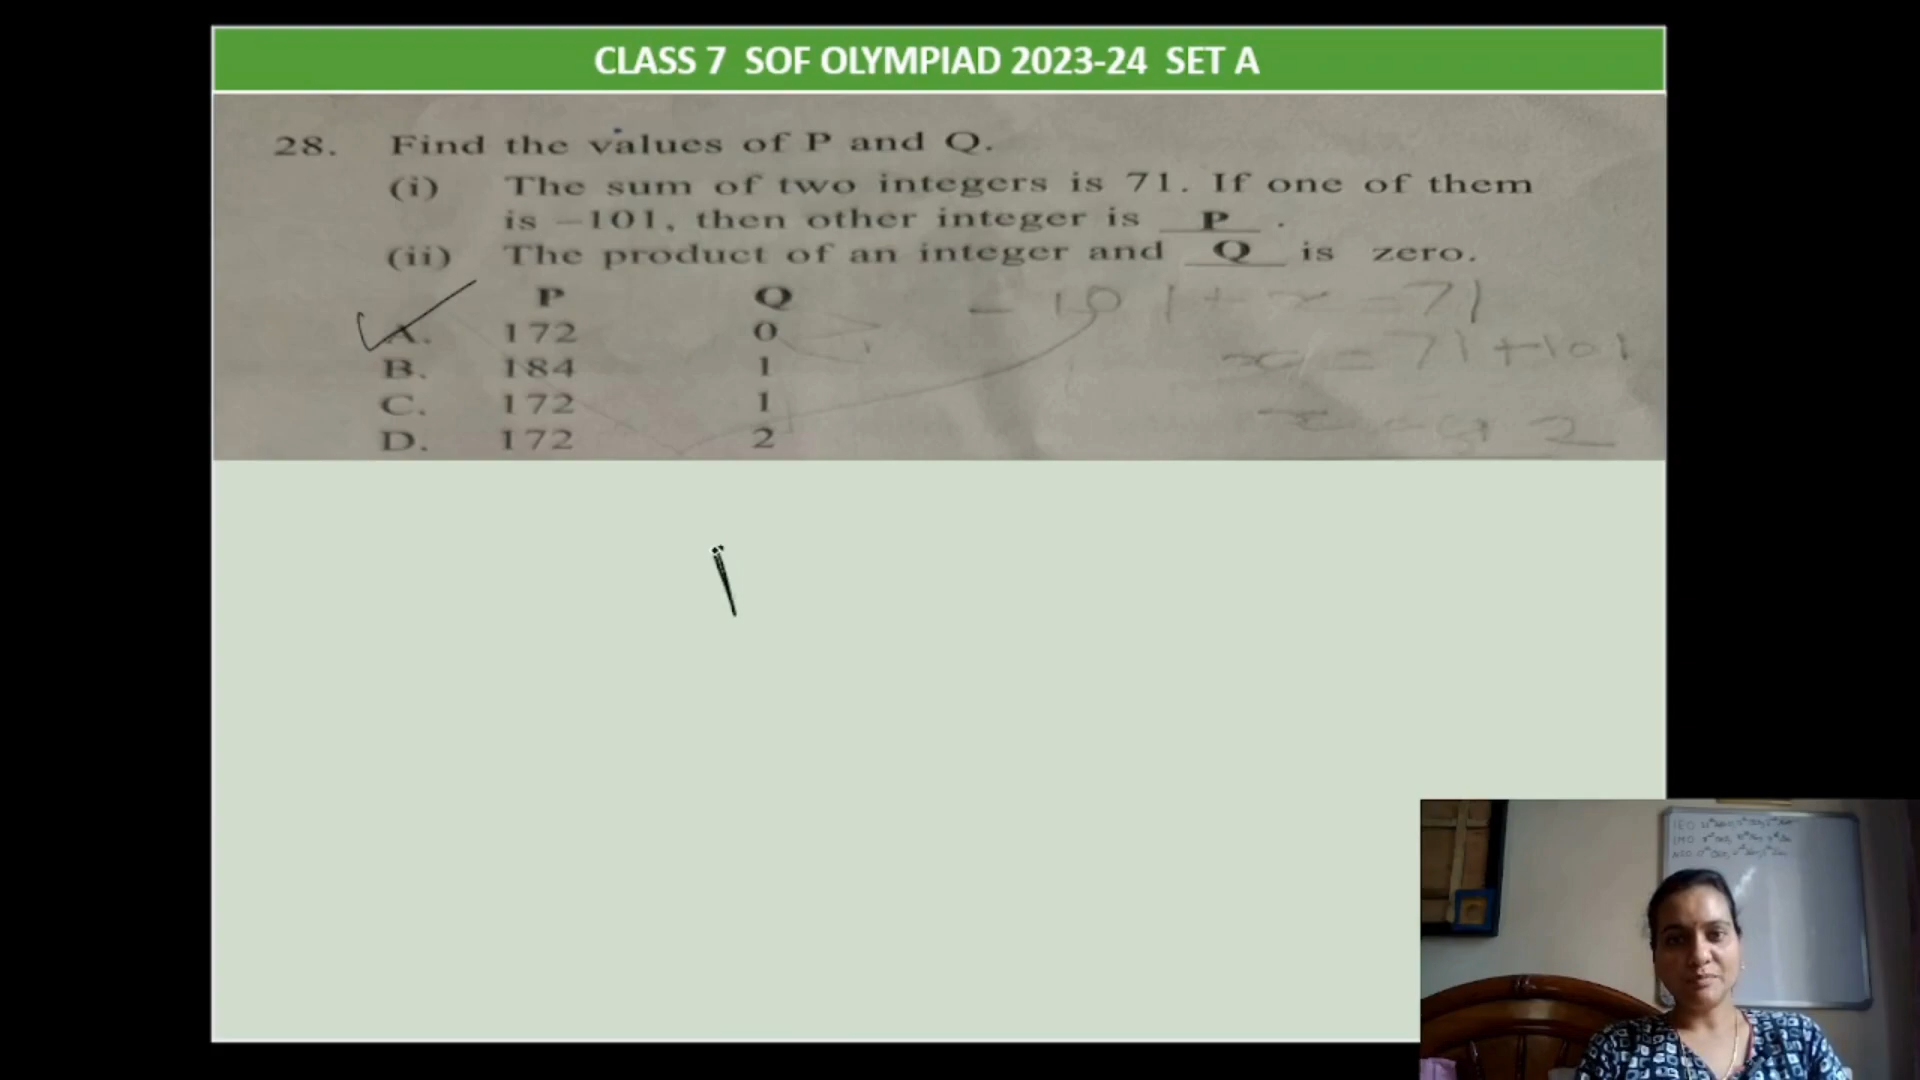 CLASS 7 SOF OLYMPIAD 2023-24 SET A
28. Find the values of P and Q.
(i) The sum of two integers is 71. If one of them
is −101, then other integer is P .
(ii) The product of an integer and Q is zero.
P Q
A. 172 0
B. 184 1
C. 172 1
D. 172 2
- 101 + x = 71
x = 71 + 101